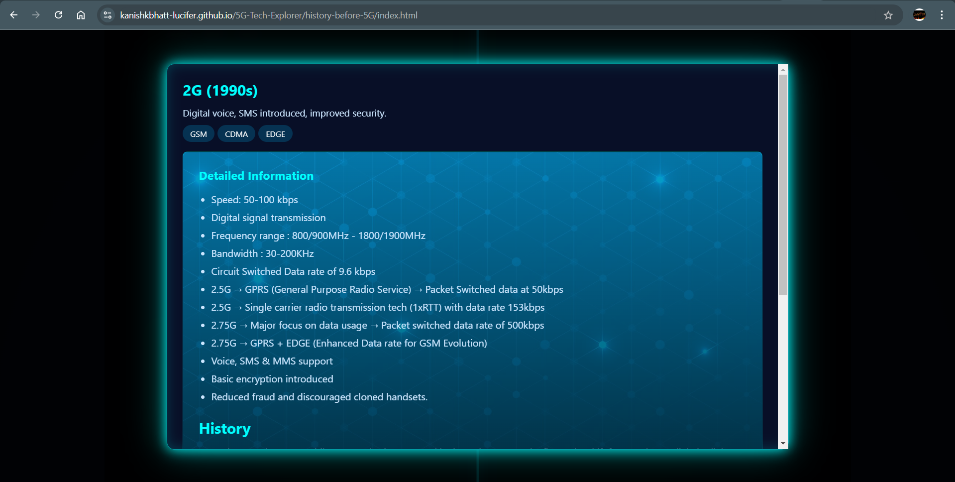 kanishkbhatt-lucifer.github.io/5G-Tech-Explorer/history-before-5G/index.html
2G (1990s)
Digital voice, SMS introduced, improved security.
GSM CDMA EDGE
Detailed Information
• Speed: 50-100 kbps
• Digital signal transmission
• Frequency range : 800/900MHz - 1800/1900MHz
• Bandwidth : 30-200KHz
• Circuit Switched Data rate of 9.6 kbps
• 2.5G → GPRS (General Purpose Radio Service) → Packet Switched data at 50kbps
• 2.5G → Single carrier radio transmission tech (1xRTT) with data rate 153kbps
• 2.75G → Major focus on data usage → Packet switched data rate of 500kbps
• 2.75G → GPRS + EDGE (Enhanced Data rate for GSM Evolution)
• Voice, SMS & MMS support
• Basic encryption introduced
• Reduced fraud and discouraged cloned handsets.
History